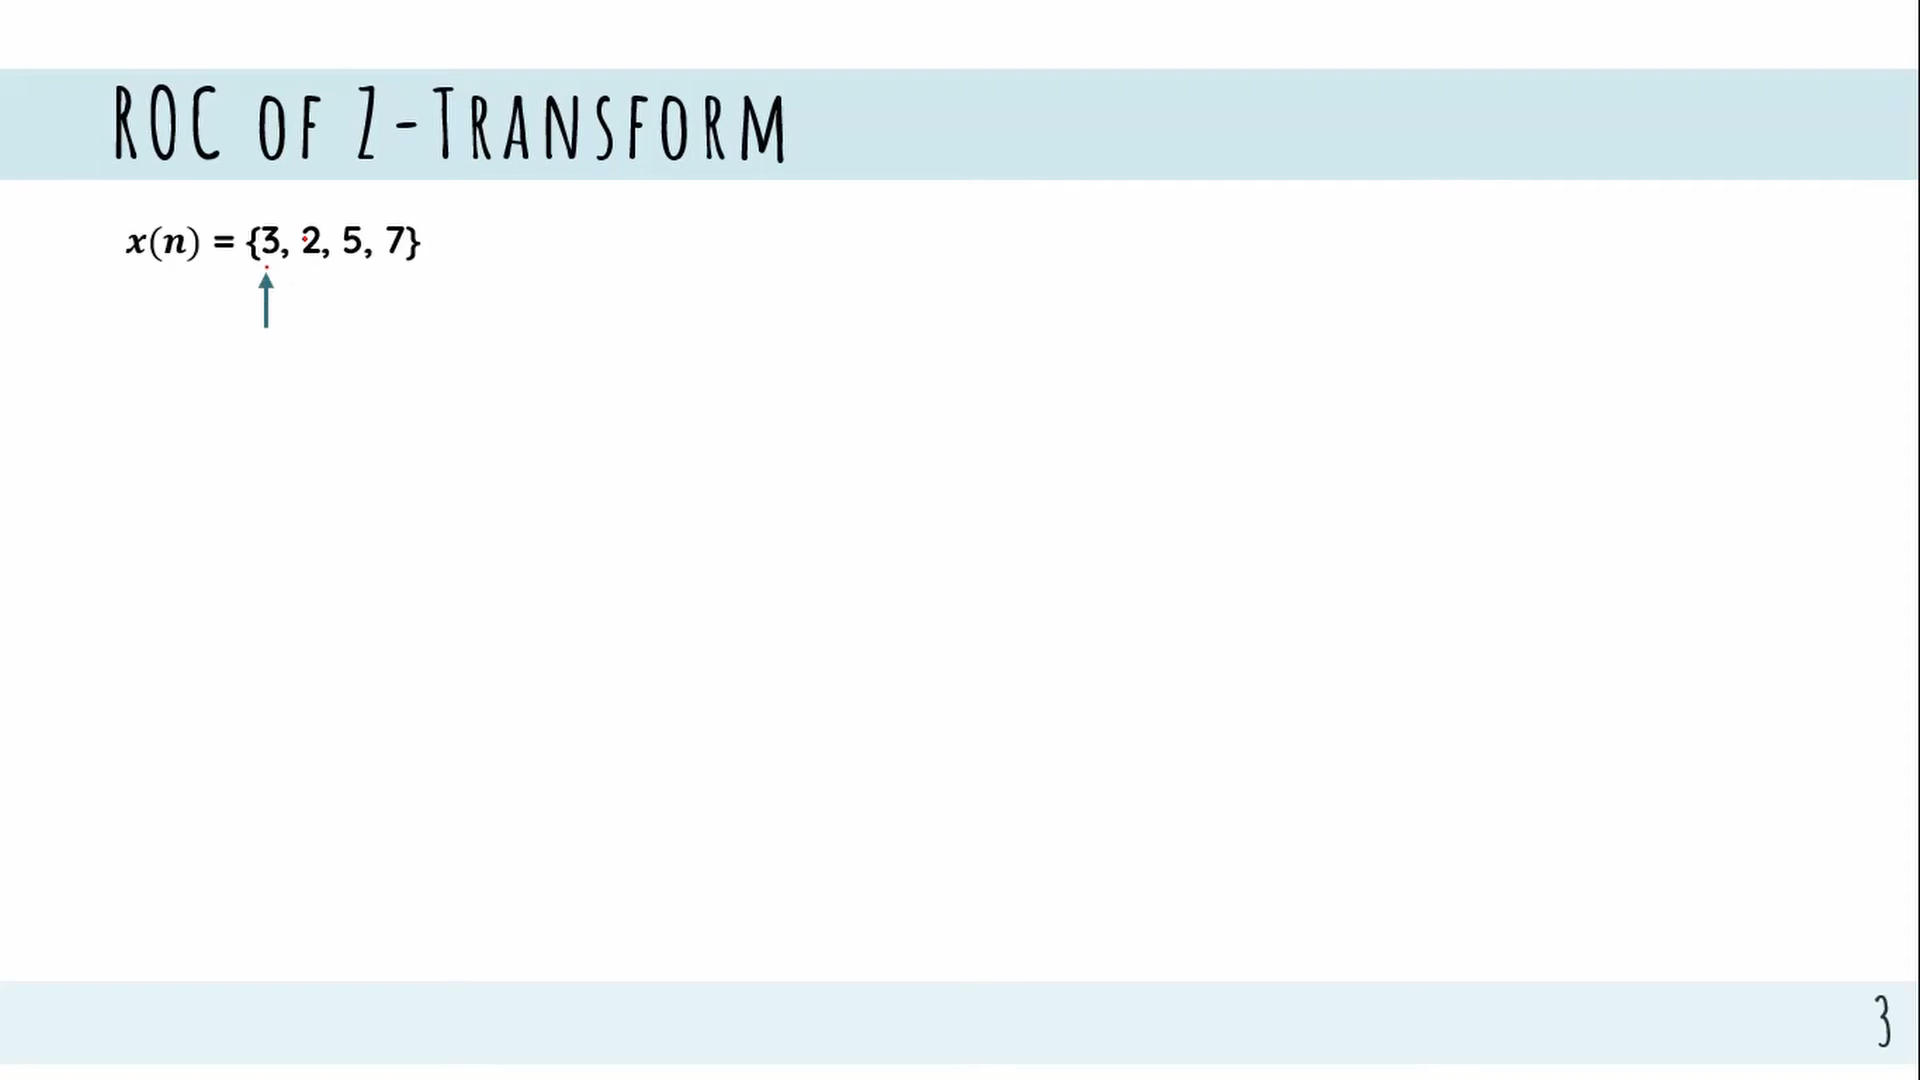 ROC OF Z-TRANSFORM
x(n) = {3, 2, 5, 7}
3